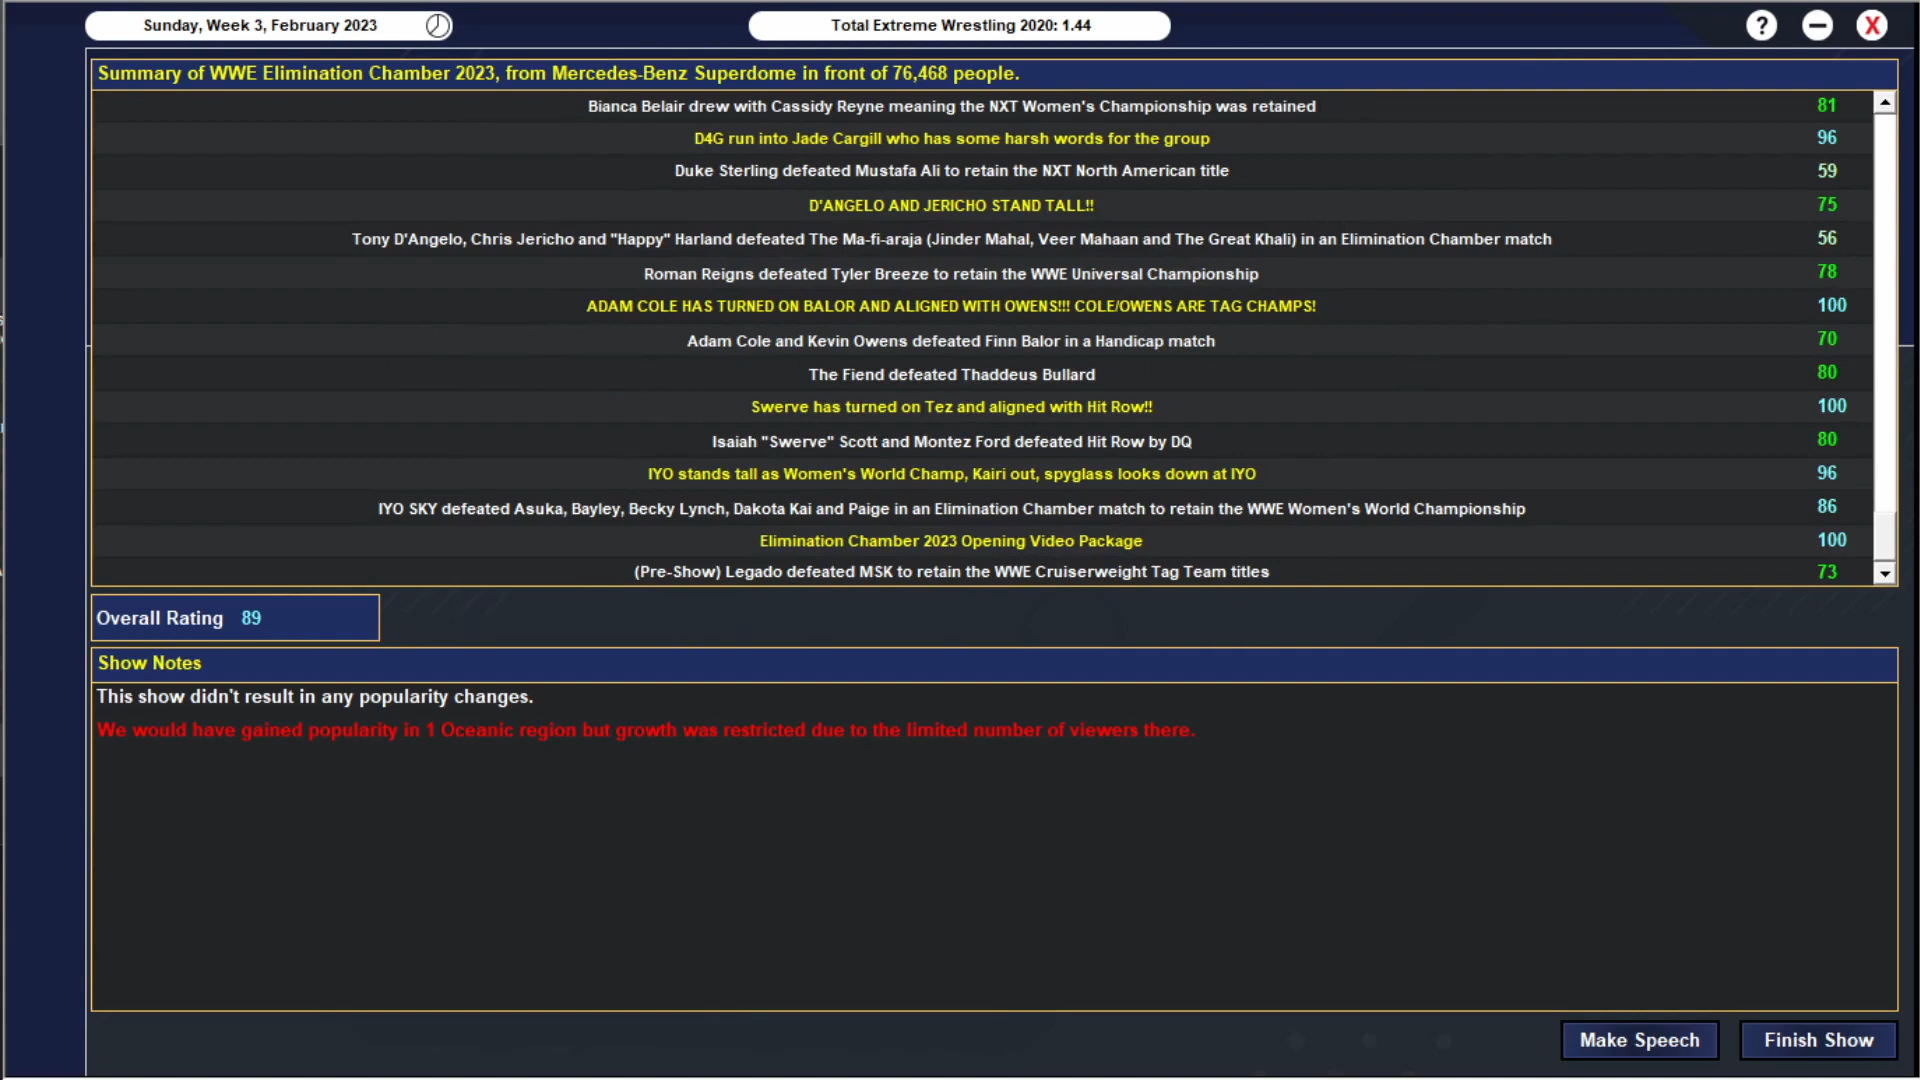 Sunday, Week 3, February 2023
Total Extreme Wrestling 2020: 1.44
?
X
Summary of WWE Elimination Chamber 2023, from Mercedes-Benz Superdome in front of 76,468 people.
Bianca Belair drew with Cassidy Reyne meaning the NXT Women's Championship was retained 81
D4G run into Jade Cargill who has some harsh words for the group 96
Duke Sterling defeated Mustafa Ali to retain the NXT North American title 59
D'ANGELO AND JERICHO STAND TALL!! 75
Tony D'Angelo, Chris Jericho and "Happy" Harland defeated The Ma-fi-araja (Jinder Mahal, Veer Mahaan and The Great Khali) in an Elimination Chamber match 56
Roman Reigns defeated Tyler Breeze to retain the WWE Universal Championship 78
ADAM COLE HAS TURNED ON BALOR AND ALIGNED WITH OWENS!!! COLE/OWENS ARE TAG CHAMPS! 100
Adam Cole and Kevin Owens defeated Finn Balor in a Handicap match 70
The Fiend defeated Thaddeus Bullard 80
Swerve has turned on Tez and aligned with Hit Row!! 100
Isaiah "Swerve" Scott and Montez Ford defeated Hit Row by DQ 80
IYO stands tall as Women's World Champ, Kairi out, spyglass looks down at IYO 96
IYO SKY defeated Asuka, Bayley, Becky Lynch, Dakota Kai and Paige in an Elimination Chamber match to retain the WWE Women's World Championship 86
Elimination Chamber 2023 Opening Video Package 100
(Pre-Show) Legado defeated MSK to retain the WWE Cruiserweight Tag Team titles 73
Overall Rating 89
Show Notes
This show didn't result in any popularity changes.
We would have gained popularity in 1 Oceanic region but growth was restricted due to the limited number of viewers there.
Make Speech
Finish Show